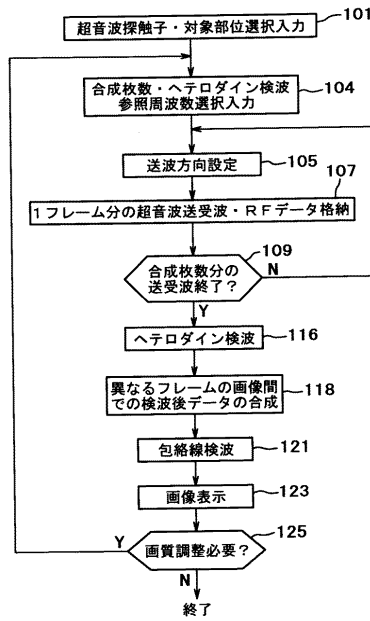 超音波探触子・対象部位選択入力
101
合成枚数・ヘテロダイン検波
参照周波数選択入力
104
送波方向設定
105
107
1フレーム分の超音波送受波・RFデータ格納
109
合成枚数分の
送受波終了?
N
Y
ヘテロダイン検波
116
異なるフレームの画像間
での検波後データの合成
118
包絡線検波
121
画像表示
123
125
Y
画質調整必要?
N
終了